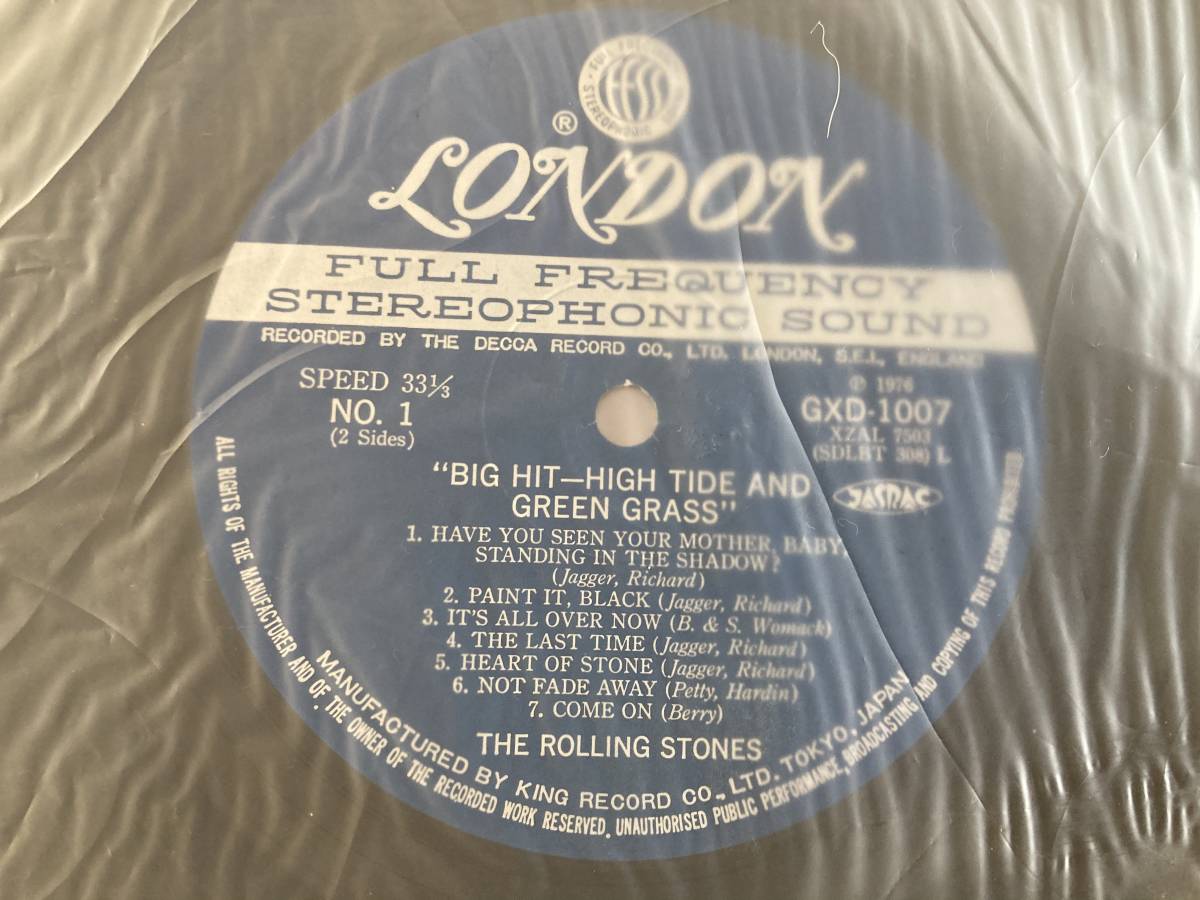 FULL FREQUENCY
STEREOPHONIC
ffss
®
LONDON
FULL FREQUENCY
STEREOPHONIC SOUND
RECORDED BY THE DECCA RECORD CO., LTD. LONDON, S.E.I., ENGLAND
SPEED 33⅓
NO. 1
(2 Sides)
℗ 1976
GXD-1007
XZAL 7503
(SDLBT 308) L
JASRAC
"BIG HIT—HIGH TIDE AND
GREEN GRASS"
1. HAVE YOU SEEN YOUR MOTHER, BABY,
STANDING IN THE SHADOW?
(Jagger, Richard)
2. PAINT IT, BLACK (Jagger, Richard)
3. IT'S ALL OVER NOW (B. & S. Womack)
4. THE LAST TIME (Jagger, Richard)
5. HEART OF STONE (Jagger, Richard)
6. NOT FADE AWAY (Petty, Hardin)
7. COME ON (Berry)
THE ROLLING STONES
MANUFACTURED BY KING RECORD CO., LTD. TOKYO, JAPAN
ALL RIGHTS OF THE MANUFACTURER AND OF THE OWNER OF THE RECORDED WORK RESERVED. UNAUTHORISED PUBLIC PERFORMANCE, BROADCASTING AND COPYING OF THIS RECORD PROHIBITED